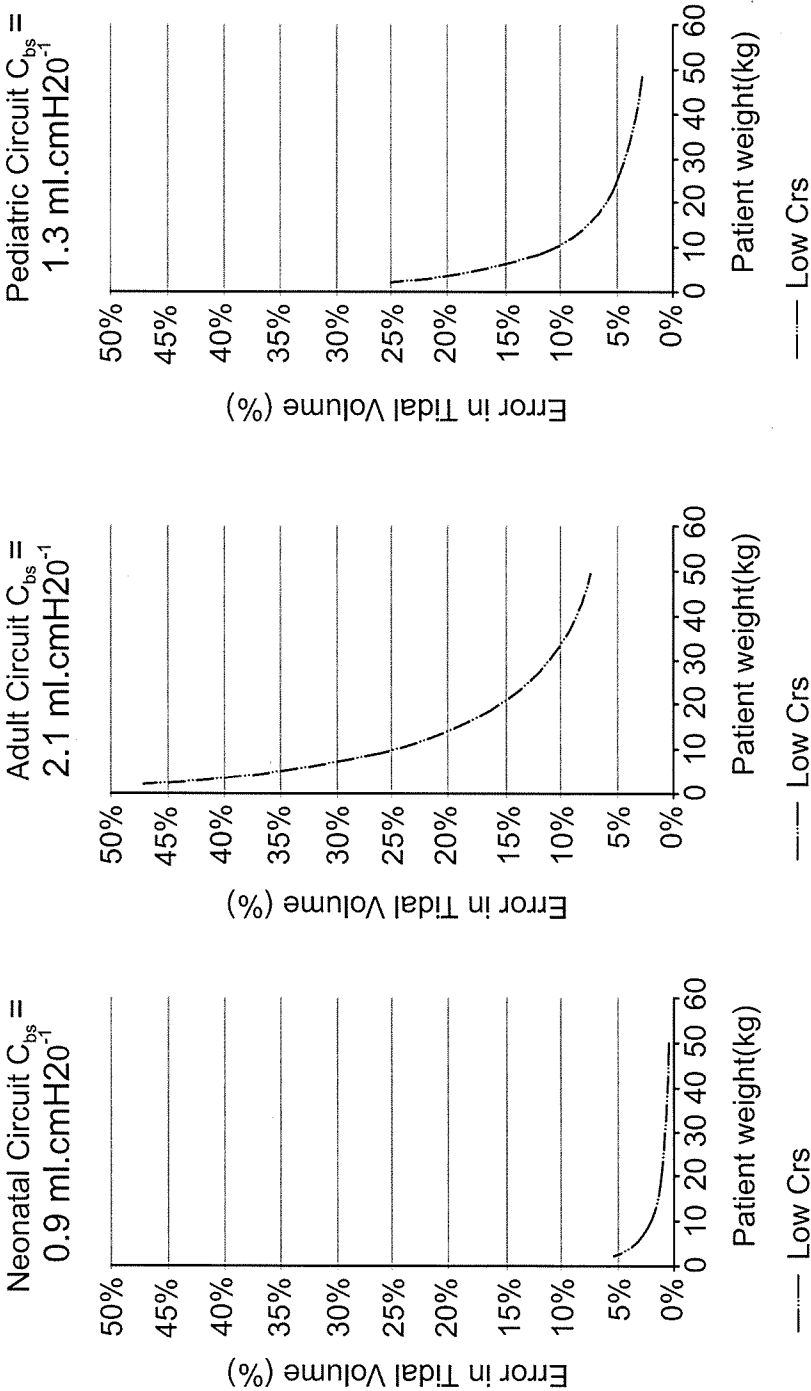 Neonatal Circuit Cbs =
0.9 ml.cmH20-1
50%
45%
40%
35%
30%
25%
20%
15%
10%
5%
0%
Error in Tidal Volume (%)
0 10 20 30 40 50 60
Patient weight(kg)
Low Crs
Adult Circuit Cbs =
2.1 ml.cmH20-1
50%
45%
40%
35%
30%
25%
20%
15%
10%
5%
0%
Error in Tidal Volume (%)
0 10 20 30 40 50 60
Patient weight(kg)
Low Crs
Pediatric Circuit Cbs =
1.3 ml.cmH20-1
50%
45%
40%
35%
30%
25%
20%
15%
10%
5%
0%
Error in Tidal Volume (%)
0 10 20 30 40 50 60
Patient weight(kg)
Low Crs